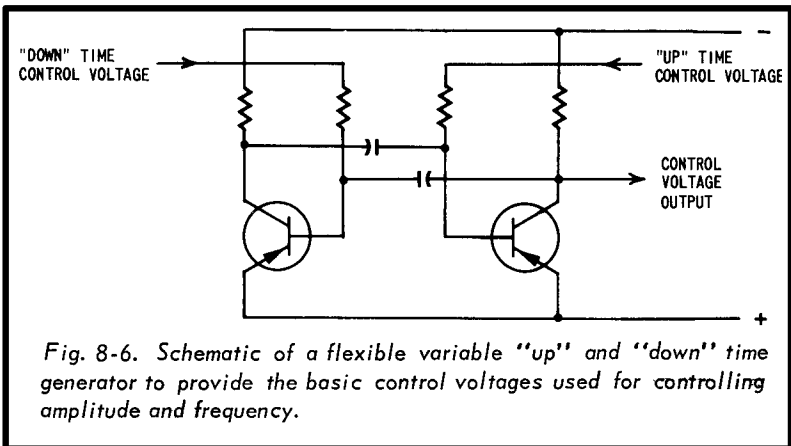 "DOWN" TIME
CONTROL VOLTAGE
"UP" TIME
CONTROL VOLTAGE
-
CONTROL
VOLTAGE
OUTPUT
+
Fig. 8-6. Schematic of a flexible variable "up" and "down" time
generator to provide the basic control voltages used for controlling
amplitude and frequency.